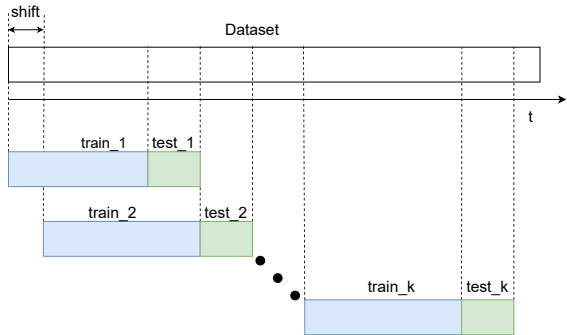 shift
Dataset
t
train_1 test_1
train_2 test_2
train_k test_k